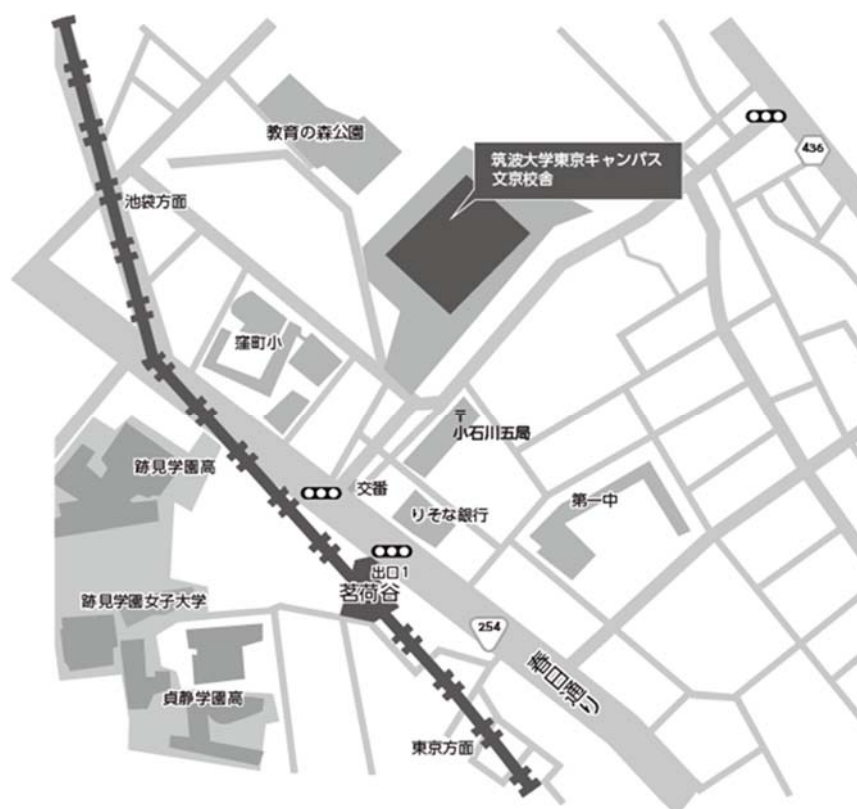 教育の森公園
筑波大学東京キャンパス
文京校舎
436
池袋方面
窪町小
〒
小石川五局
跡見学園高
交番
りそな銀行
第一中
出口1
茗荷谷
跡見学園女子大学
254
春日通り
貞静学園高
東京方面